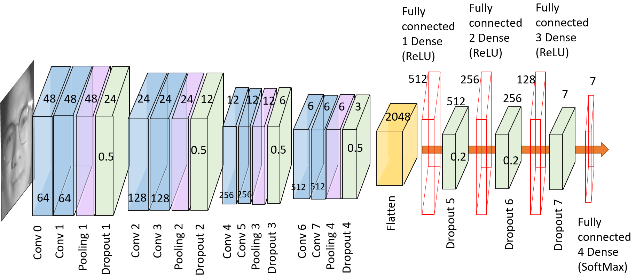 Fully
connected
1 Dense
(ReLU)
Fully
connected
2 Dense
(ReLU)
Fully
connected
3 Dense
(ReLU)
48 48 48 24
24 24 24 12
12 12 12 6
6 6 6 3
2048
512
512
256
256
128
7
7
0.5
0.5
0.5
0.5
0.2
0.2
64 64
128 128
256 256
512 512
Conv 0
Conv 1
Pooling 1
Dropout 1
Conv 2
Conv 3
Pooling 2
Dropout 2
Conv 4
Conv 5
Pooling 3
Dropout 3
Conv 6
Conv 7
Pooling 4
Dropout 4
Flatten
Dropout 5
Dropout 6
Dropout 7
0.2
Fully
connected
4 Dense
(SoftMax)